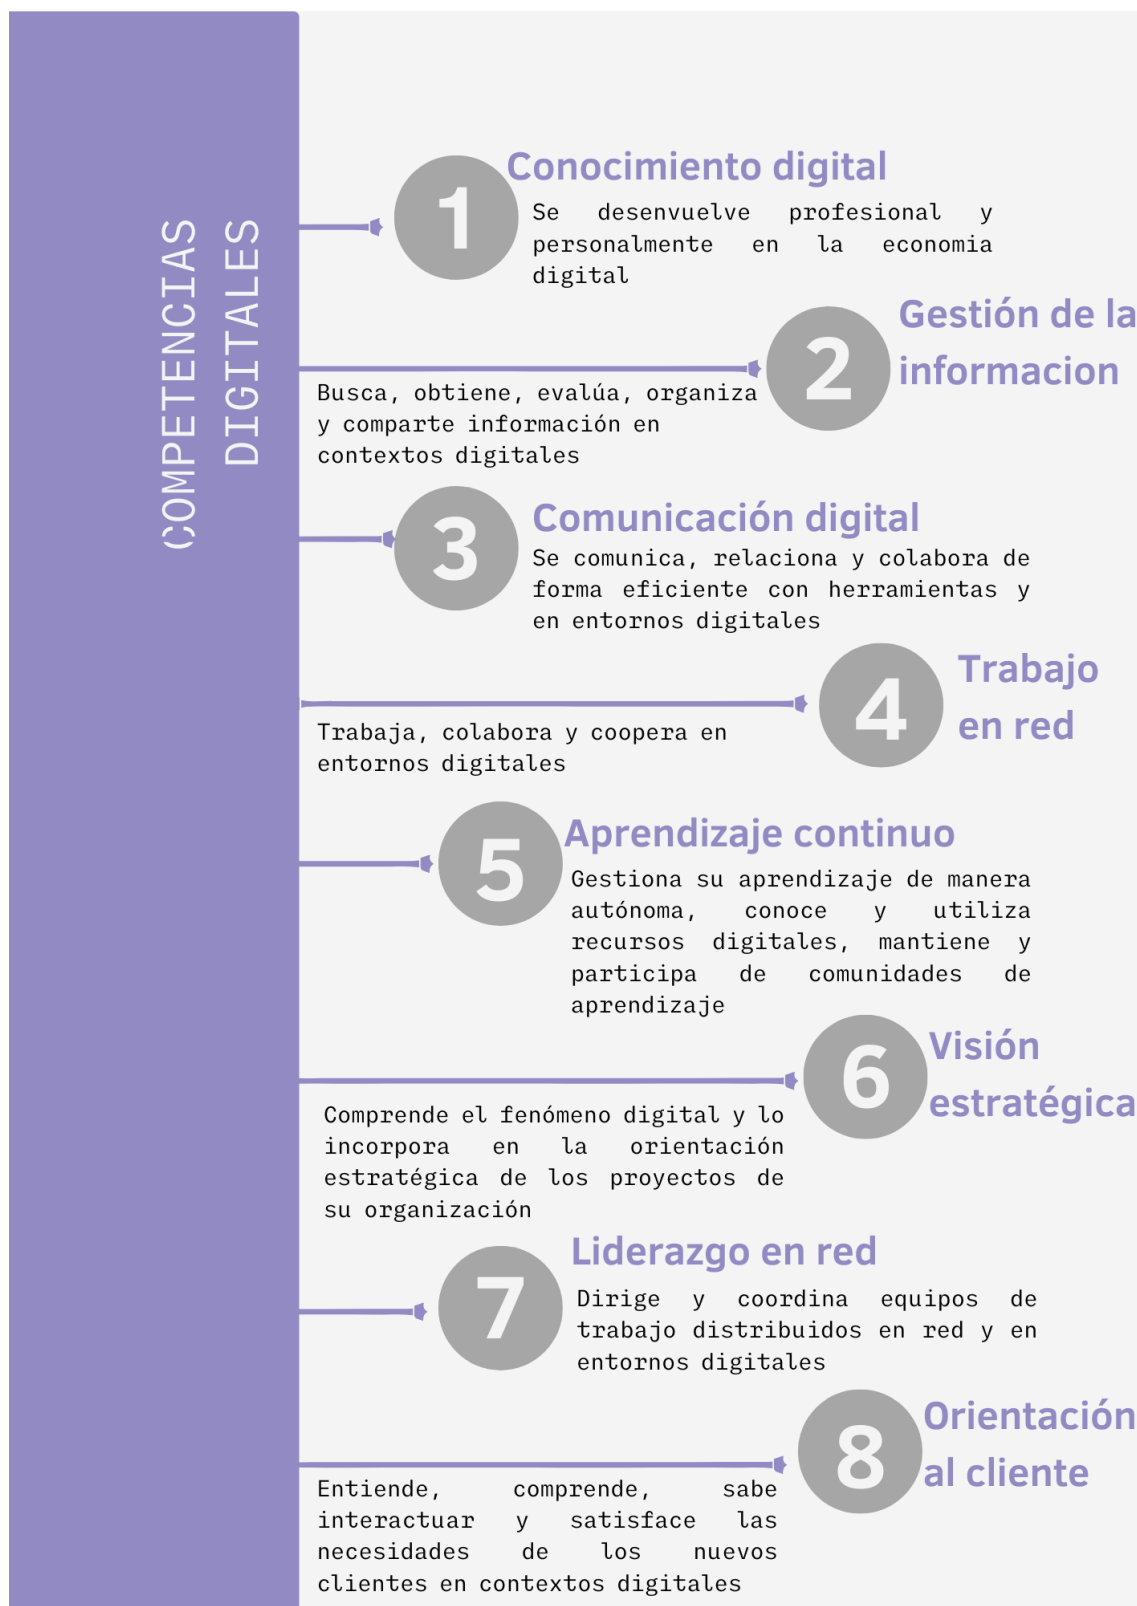 COMPETENCIAS
DIGITALES
1
Conocimiento digital
Se desenvuelve profesional y
personalmente en la economia
digital
2
Gestión de la
informacion
Busca, obtiene, evalúa, organiza
y comparte información en
contextos digitales
3
Comunicación digital
Se comunica, relaciona y colabora de
forma eficiente con herramientas y
en entornos digitales
4
Trabajo
en red
Trabaja, colabora y coopera en
entornos digitales
5
Aprendizaje continuo
Gestiona su aprendizaje de manera
autónoma, conoce y utiliza
recursos digitales, mantiene y
participa de comunidades de
aprendizaje
6
Visión
estratégica
Comprende el fenómeno digital y lo
incorpora en la orientación
estratégica de los proyectos de
su organización
7
Liderazgo en red
Dirige y coordina equipos de
trabajo distribuidos en red y en
entornos digitales
8
Orientación
al cliente
Entiende, comprende, sabe
interactuar y satisface las
necesidades de los nuevos
clientes en contextos digitales